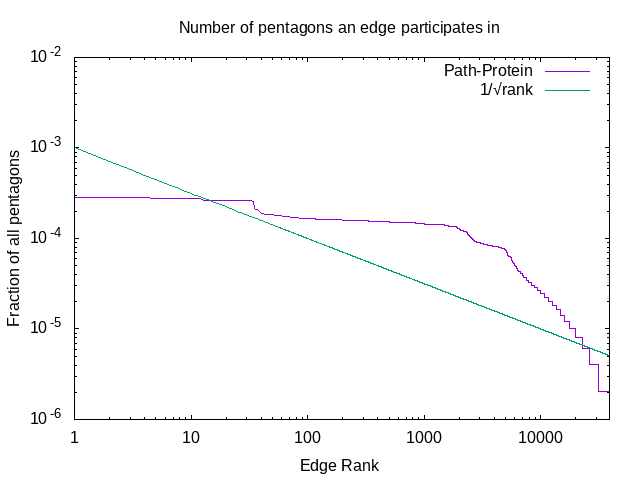 Number of pentagons an edge participates in
Path-Protein
1/√rank
10^-2
10^-3
10^-4
10^-5
10^-6
Fraction of all pentagons
1 10 100 1000 10000
Edge Rank